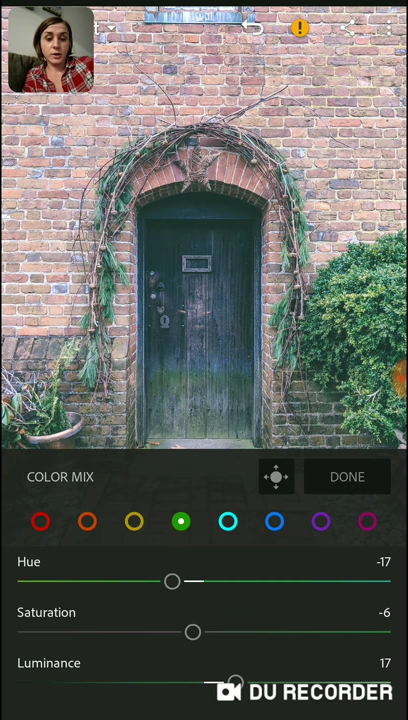 COLOR MIX
DONE
Hue -17
Saturation -6
Luminance 17
DU RECORDER